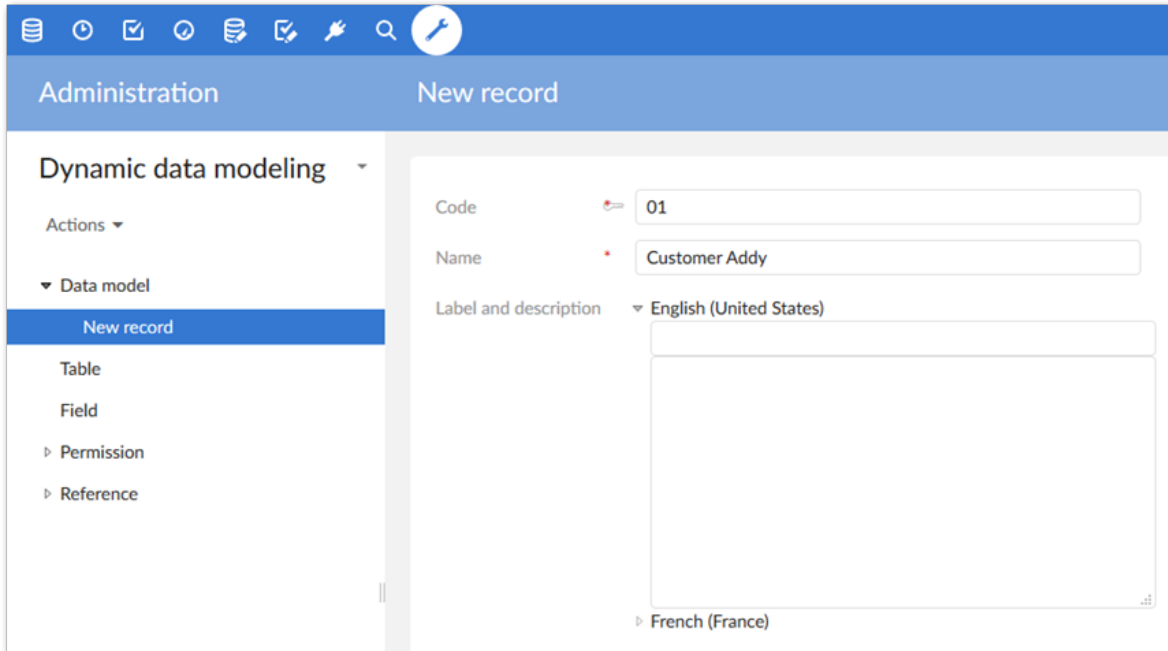 Administration
New record
Dynamic data modeling
Actions
Data model
New record
Table
Field
Permission
Reference
Code * 01
Name * Customer Addy
Label and description
English (United States)
French (France)